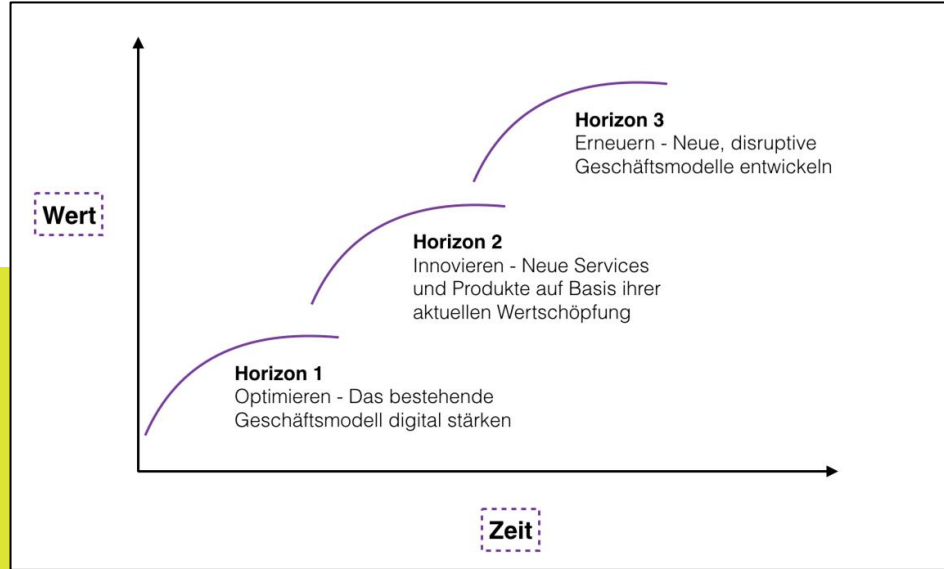 Horizon 3
Erneuern - Neue, disruptive
Geschäftsmodelle entwickeln
Wert
Horizon 2
Innovieren - Neue Services
und Produkte auf Basis ihrer
aktuellen Wertschöpfung
Horizon 1
Optimieren - Das bestehende
Geschäftsmodell digital stärken
Zeit